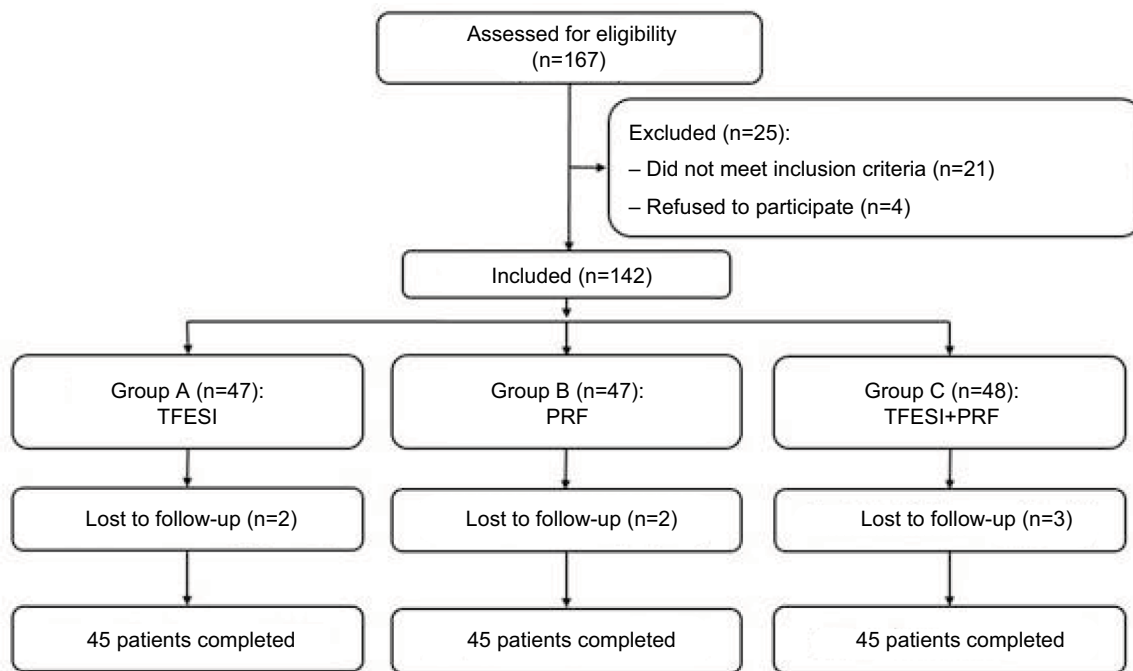 Assessed for eligibility
(n=167)
Excluded (n=25):
– Did not meet inclusion criteria (n=21)
– Refused to participate (n=4)
Included (n=142)
Group A (n=47):
TFESI
Group B (n=47):
PRF
Group C (n=48):
TFESI+PRF
Lost to follow-up (n=2)
Lost to follow-up (n=2)
Lost to follow-up (n=3)
45 patients completed
45 patients completed
45 patients completed